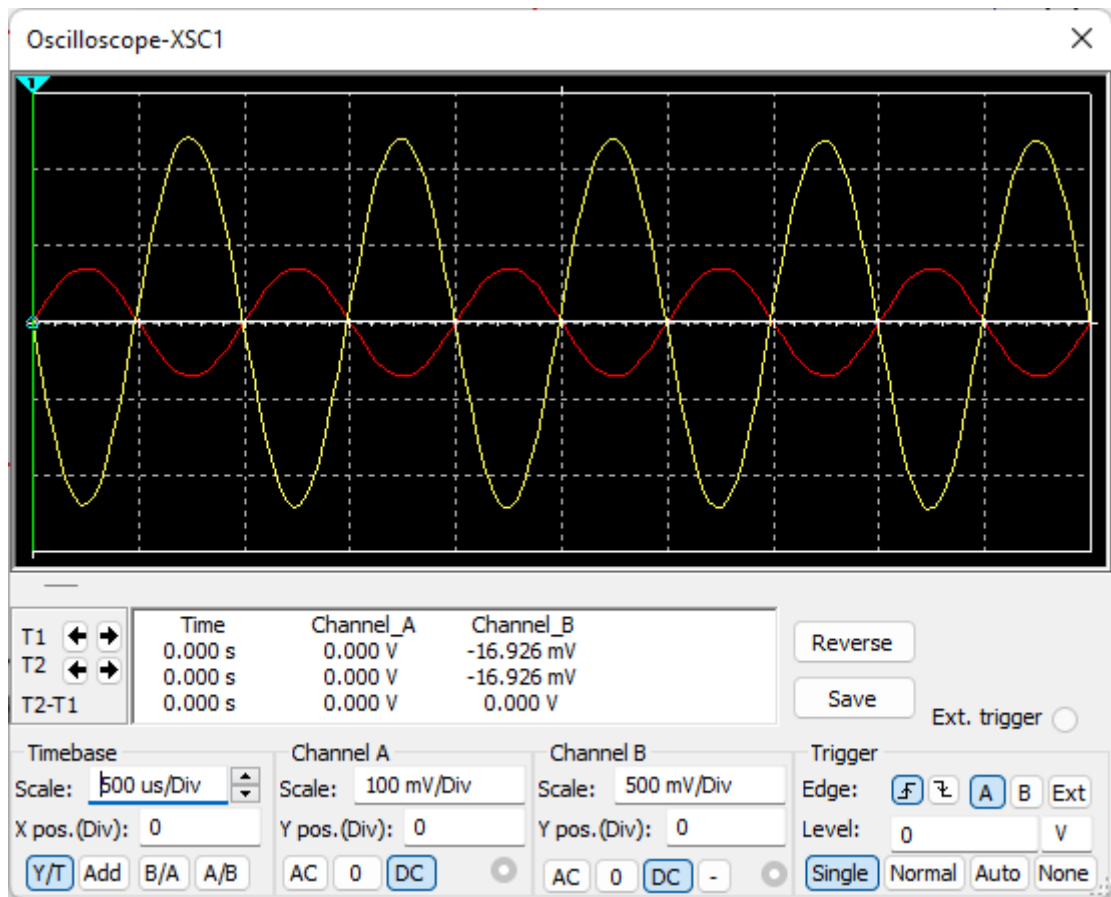 Oscilloscope-XSC1
1
Time Channel_A Channel_B
T1 0.000 s 0.000 V -16.926 mV
T2 0.000 s 0.000 V -16.926 mV
T2-T1 0.000 s 0.000 V 0.000 V
Reverse
Save
Ext. trigger
Timebase
Scale: 500 us/Div
X pos.(Div): 0
Y/T Add B/A A/B
Channel A
Scale: 100 mV/Div
Y pos.(Div): 0
AC 0 DC
Channel B
Scale: 500 mV/Div
Y pos.(Div): 0
AC 0 DC -
Trigger
Edge: A B Ext
Level: 0 V
Single Normal Auto None